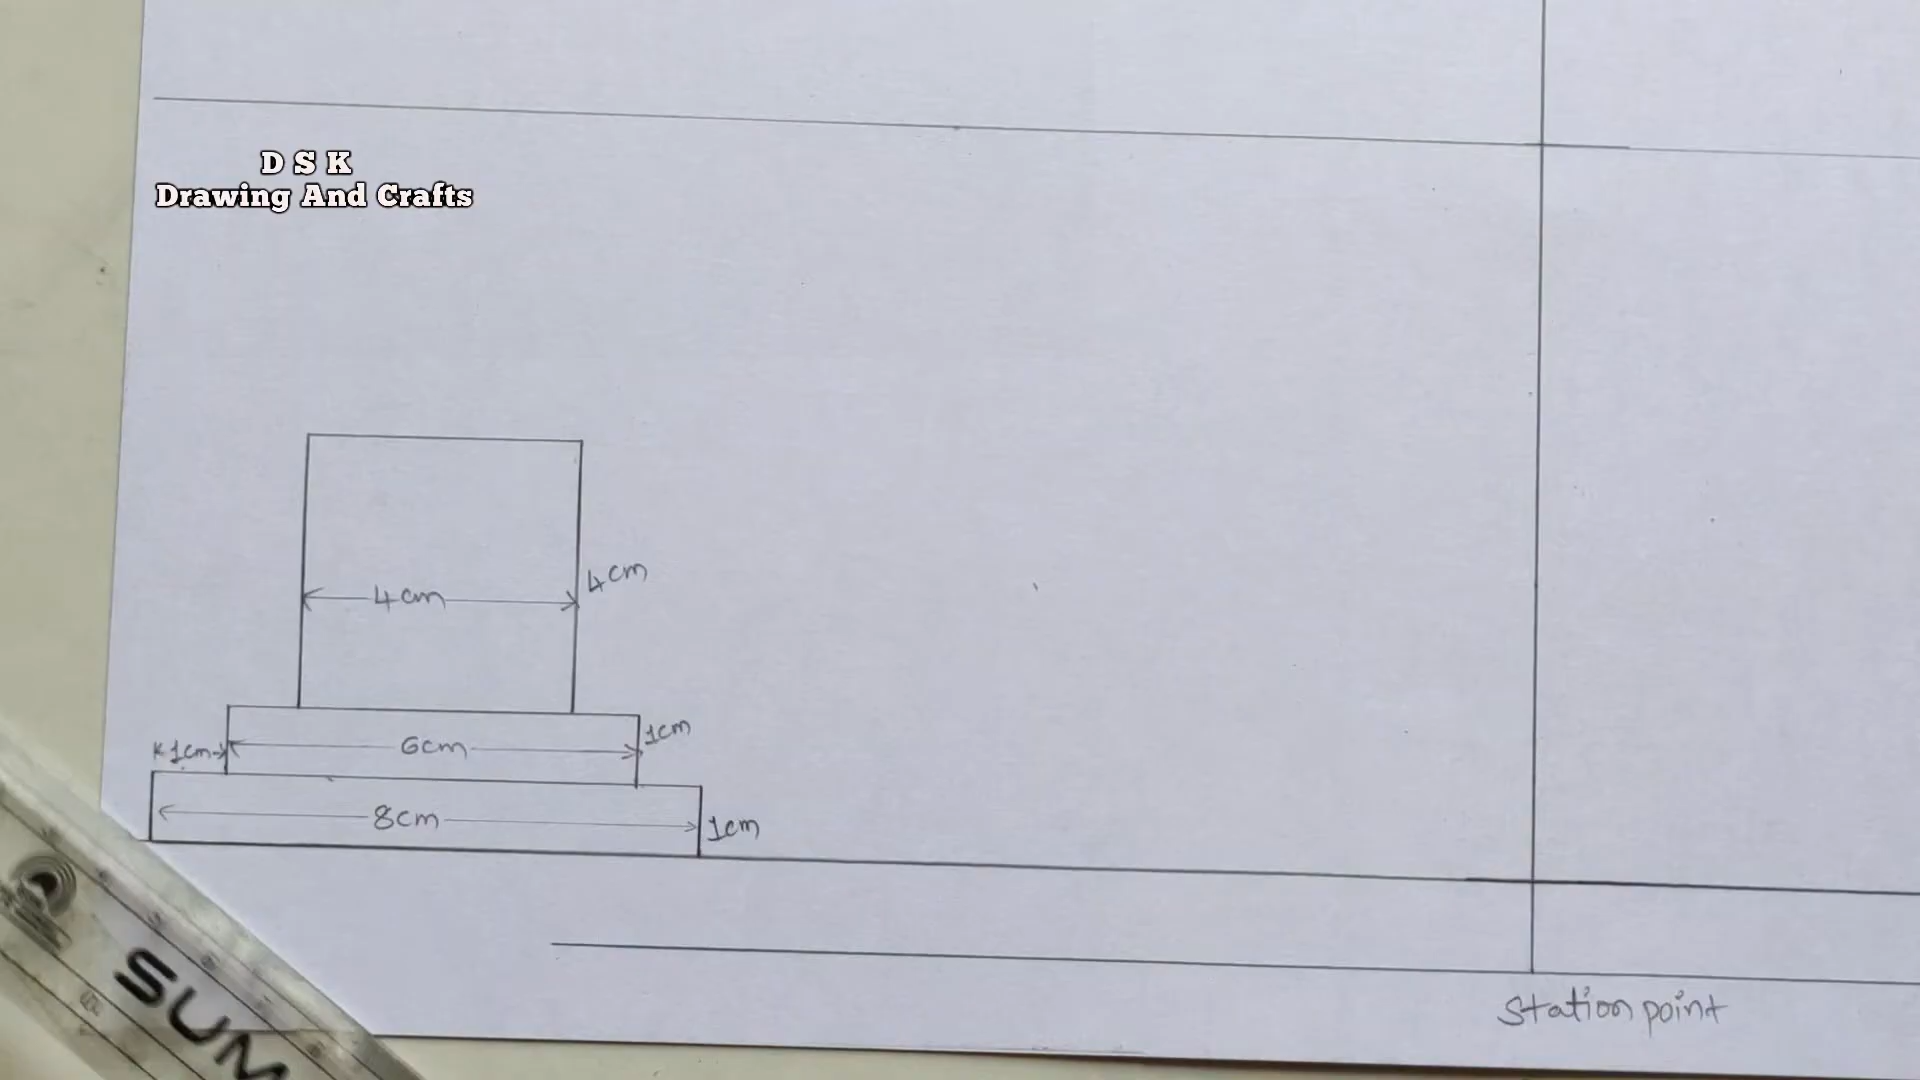 D S K
Drawing And Crafts
4cm
4cm
1cm
1cm
6cm
8cm
1cm
Station point
SUM